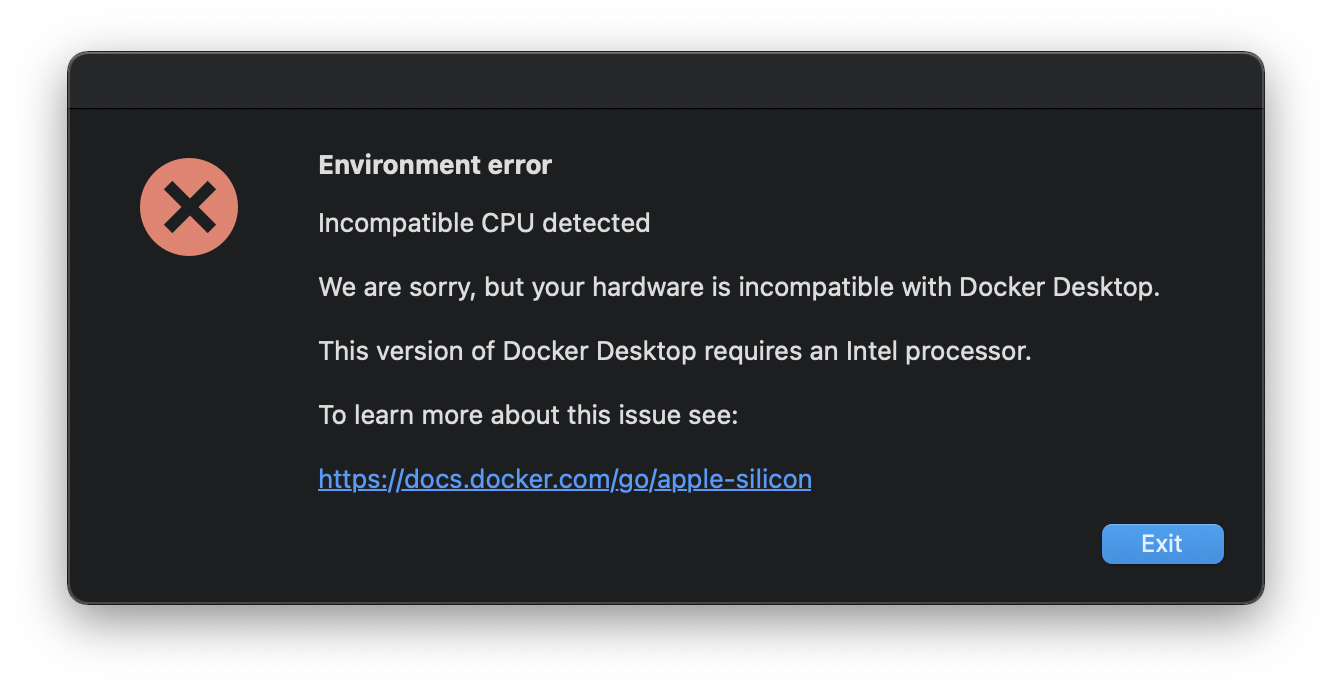 Environment error
Incompatible CPU detected
We are sorry, but your hardware is incompatible with Docker Desktop.
This version of Docker Desktop requires an Intel processor.
To learn more about this issue see:
https://docs.docker.com/go/apple-silicon
Exit